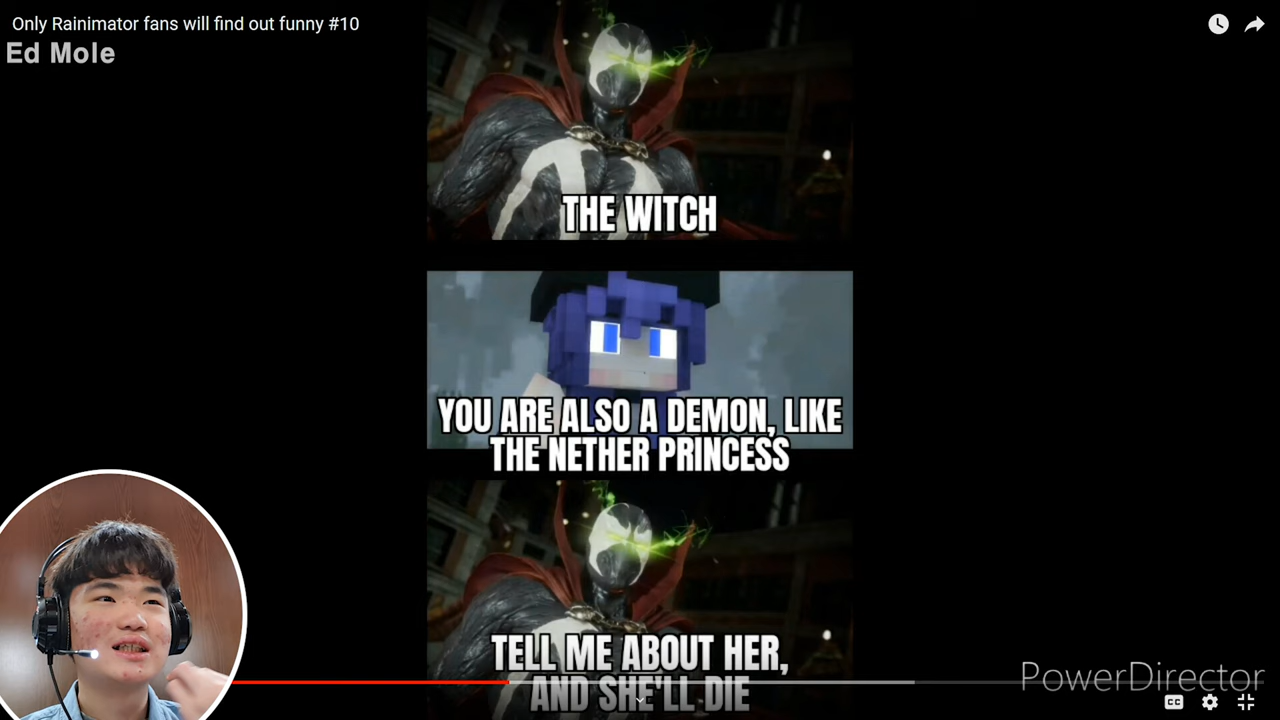 Only Rainimator fans will find out funny #10
Ed Mole
THE WITCH
YOU ARE ALSO A DEMON, LIKE
THE NETHER PRINCESS
TELL ME ABOUT HER,
AND SHE'LL DIE
PowerDirector
CC